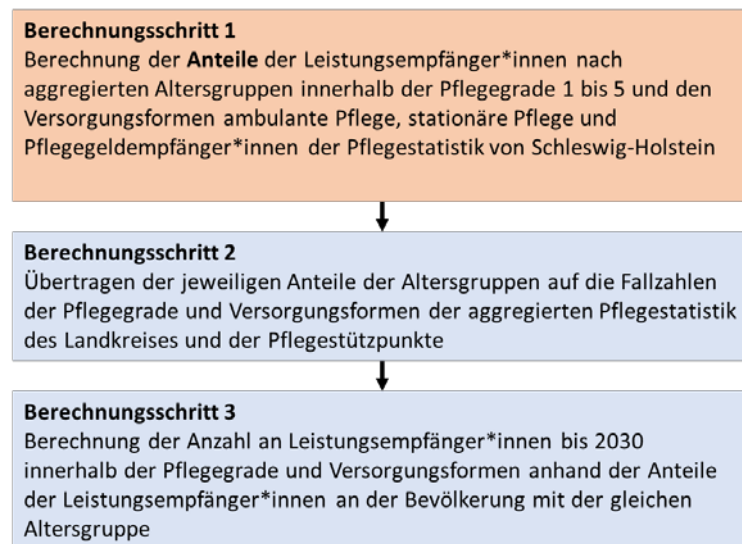 Berechnungsschritt 1
Berechnung der Anteile der Leistungsempfänger*innen nach
aggregierten Altersgruppen innerhalb der Pflegegrade 1 bis 5 und den
Versorgungsformen ambulante Pflege, stationäre Pflege und
Pflegegeldempfänger*innen der Pflegestatistik von Schleswig-Holstein
Berechnungsschritt 2
Übertragen der jeweiligen Anteile der Altersgruppen auf die Fallzahlen
der Pflegegrade und Versorgungsformen der aggregierten Pflegestatistik
des Landkreises und der Pflegestützpunkte
Berechnungsschritt 3
Berechnung der Anzahl an Leistungsempfänger*innen bis 2030
innerhalb der Pflegegrade und Versorgungsformen anhand der Anteile
der Leistungsempfänger*innen an der Bevölkerung mit der gleichen
Altersgruppe